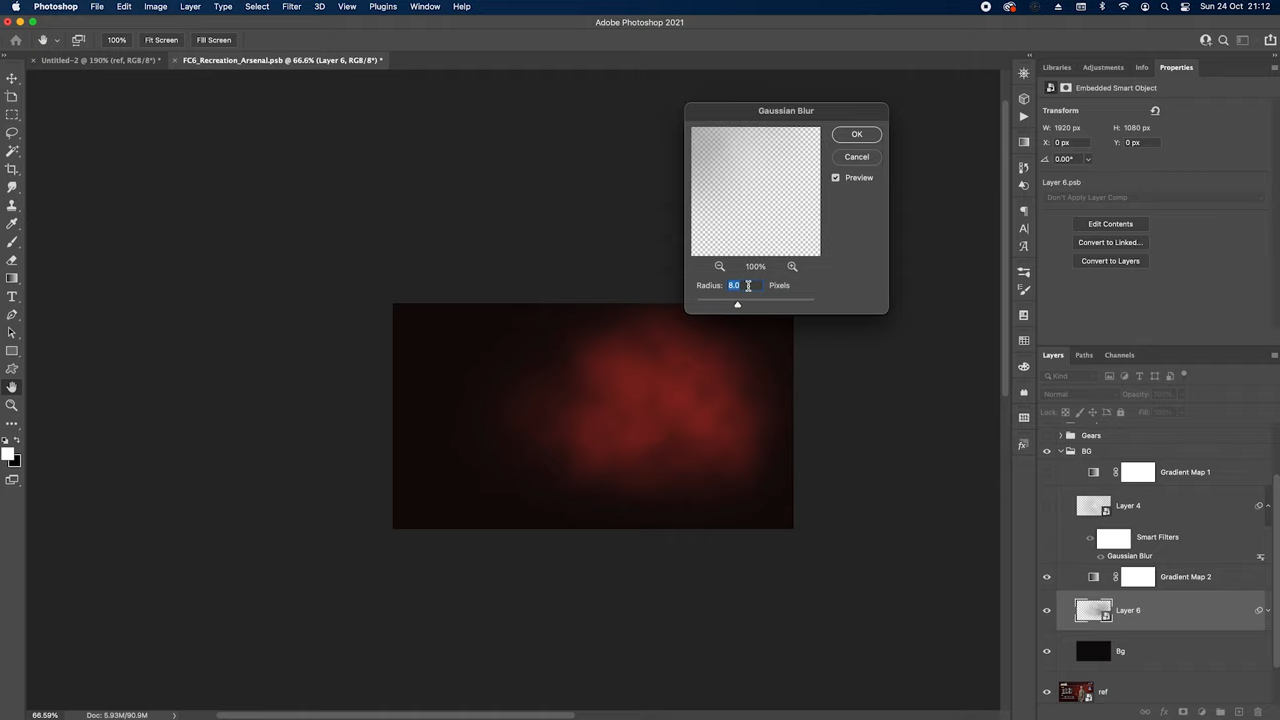 Photoshop File Edit Image Layer Type Select Filter 3D View Plugins Window Help Sun 24 Oct 21:12
Adobe Photoshop 2021
100% Fit Screen Fill Screen
Untitled-2 @ 190% (ref, RGB/8*) * FC6_Recreation_Arsenal.psb @ 66.6% (Layer 6, RGB/8*) *
Libraries Adjustments Info Properties
Embedded Smart Object
Transform
W: 1920 px H: 1080 px
X: 0 px Y: 0 px
0.00°
Layer 6.psb
Don't Apply Layer Comp
Edit Contents
Convert to Linked...
Convert to Layers
Gaussian Blur
OK
Cancel
Preview
100%
Radius: 8.0 Pixels
Layers Paths Channels
Kind
Normal Opacity: 100%
Lock: Fill: 100%
Gears
BG
Gradient Map 1
Layer 4
Smart Filters
Gaussian Blur
Gradient Map 2
Layer 6
Bg
ref
66.59% Doc: 5.93M/90.9M